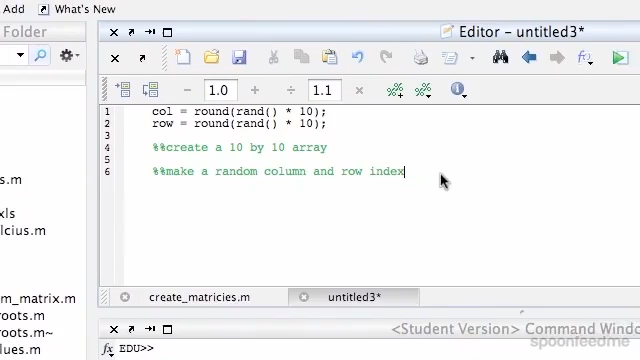 Add
What's New
Folder
Editor - untitled3*
1.0
1.1
1 col = round(rand() * 10);
2 row = round(rand() * 10);
3
4 %%create a 10 by 10 array
5
6 %%make a random column and row index
s.m
xls
lcius.m
m_matrix.m
roots.m
roots.m~
lues.m
create_matricies.m
untitled3*
<Student Version> Command Windo
fx EDU>>
spoonfeedme